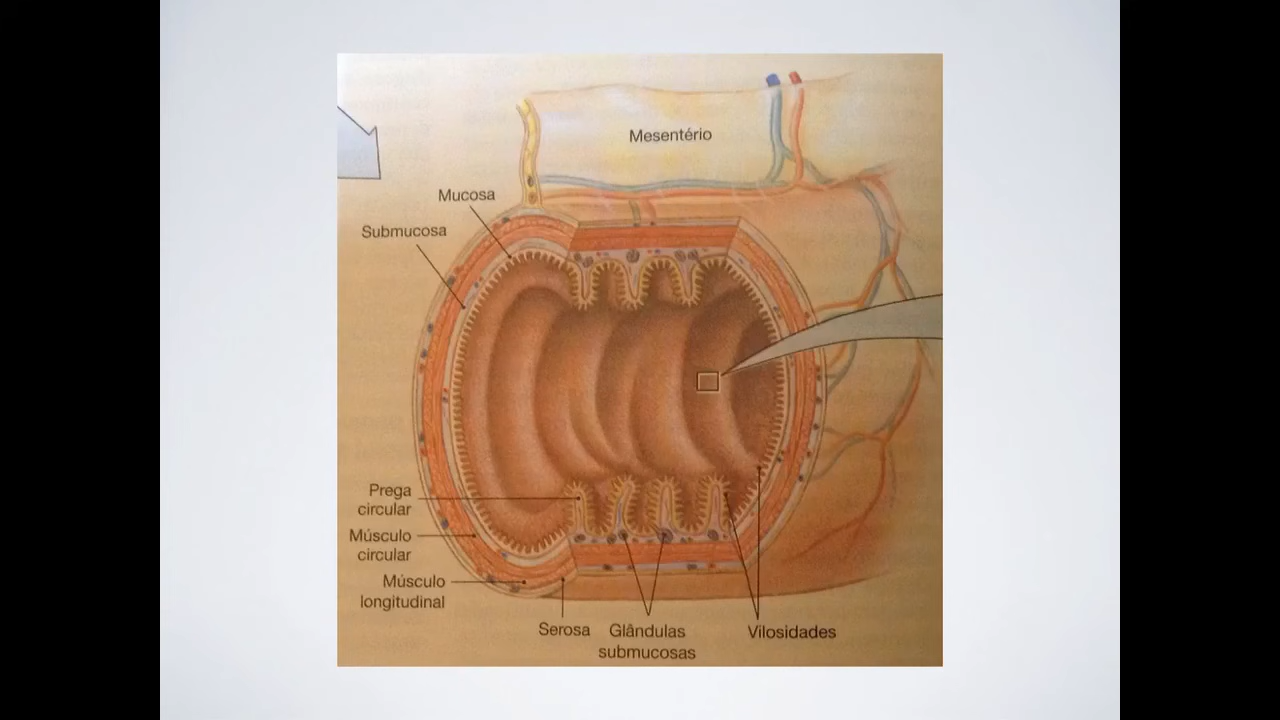 Mesentério
Mucosa
Submucosa
Prega
circular
Músculo
circular
Músculo
longitudinal
Serosa
Glândulas
submucosas
Vilosidades